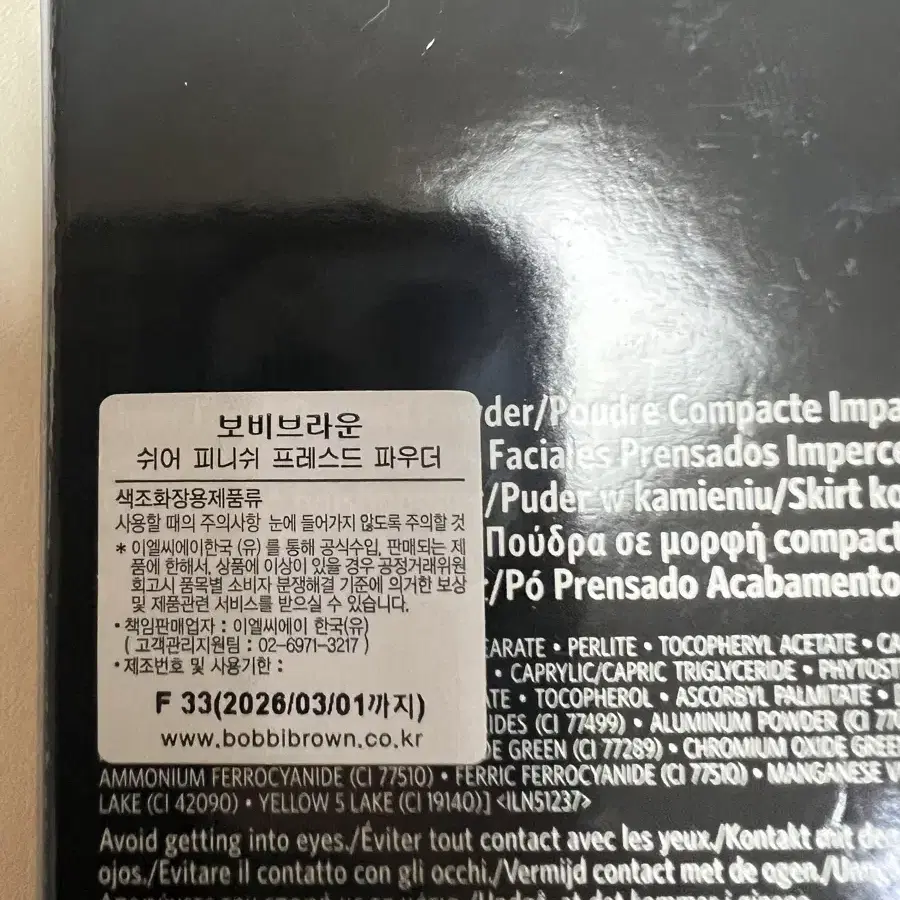 보비브라운
쉬어 피니쉬 프레스드 파우더
색조화장용제품류
사용할 때의 주의사항 눈에 들어가지 않도록 주의할 것
* 이엘씨에이한국 (유) 를 통해 공식수입, 판매되는 제
품에 한해서, 상품에 이상이 있을 경우 공정거래위원
회고시 품목별 소비자 분쟁해결 기준에 의거한 보상
및 제품관련 서비스를 받으실 수 있습니다.
• 책임판매업자 : 이엘씨에이 한국(유)
( 고객관리지원팀 : 02-6971-3217 )
• 제조번호 및 사용기한 :
F 33(2026/03/01까지)
www.bobbibrown.co.kr
der/Poudre Compacte Impa
Faciales Prensados Imperce
/Puder w kamieniu/Skirt ko
Πούδρα σε μορφή compact
/Pó Prensado Acabamento
EARATE • PERLITE • TOCOPHERYL ACETATE • CA
• CAPRYLIC/CAPRIC TRIGLYCERIDE • PHYTOST
ATE • TOCOPHEROL • ASCORBYL PALMITATE •
IDES (CI 77499) • ALUMINUM POWDER (CI 770
DE GREEN (CI 77289) • CHROMIUM OXIDE GREE
AMMONIUM FERROCYANIDE (CI 77510) • FERRIC FERROCYANIDE (CI 77510) • MANGANESE V
LAKE (CI 42090) • YELLOW 5 LAKE (CI 19140)] <ILN51237>
Avoid getting into eyes./Éviter tout contact avec les yeux./Kontakt mit de
ojos./Evitare il contatto con gli occhi./Vermijd contact met de ogen./Und